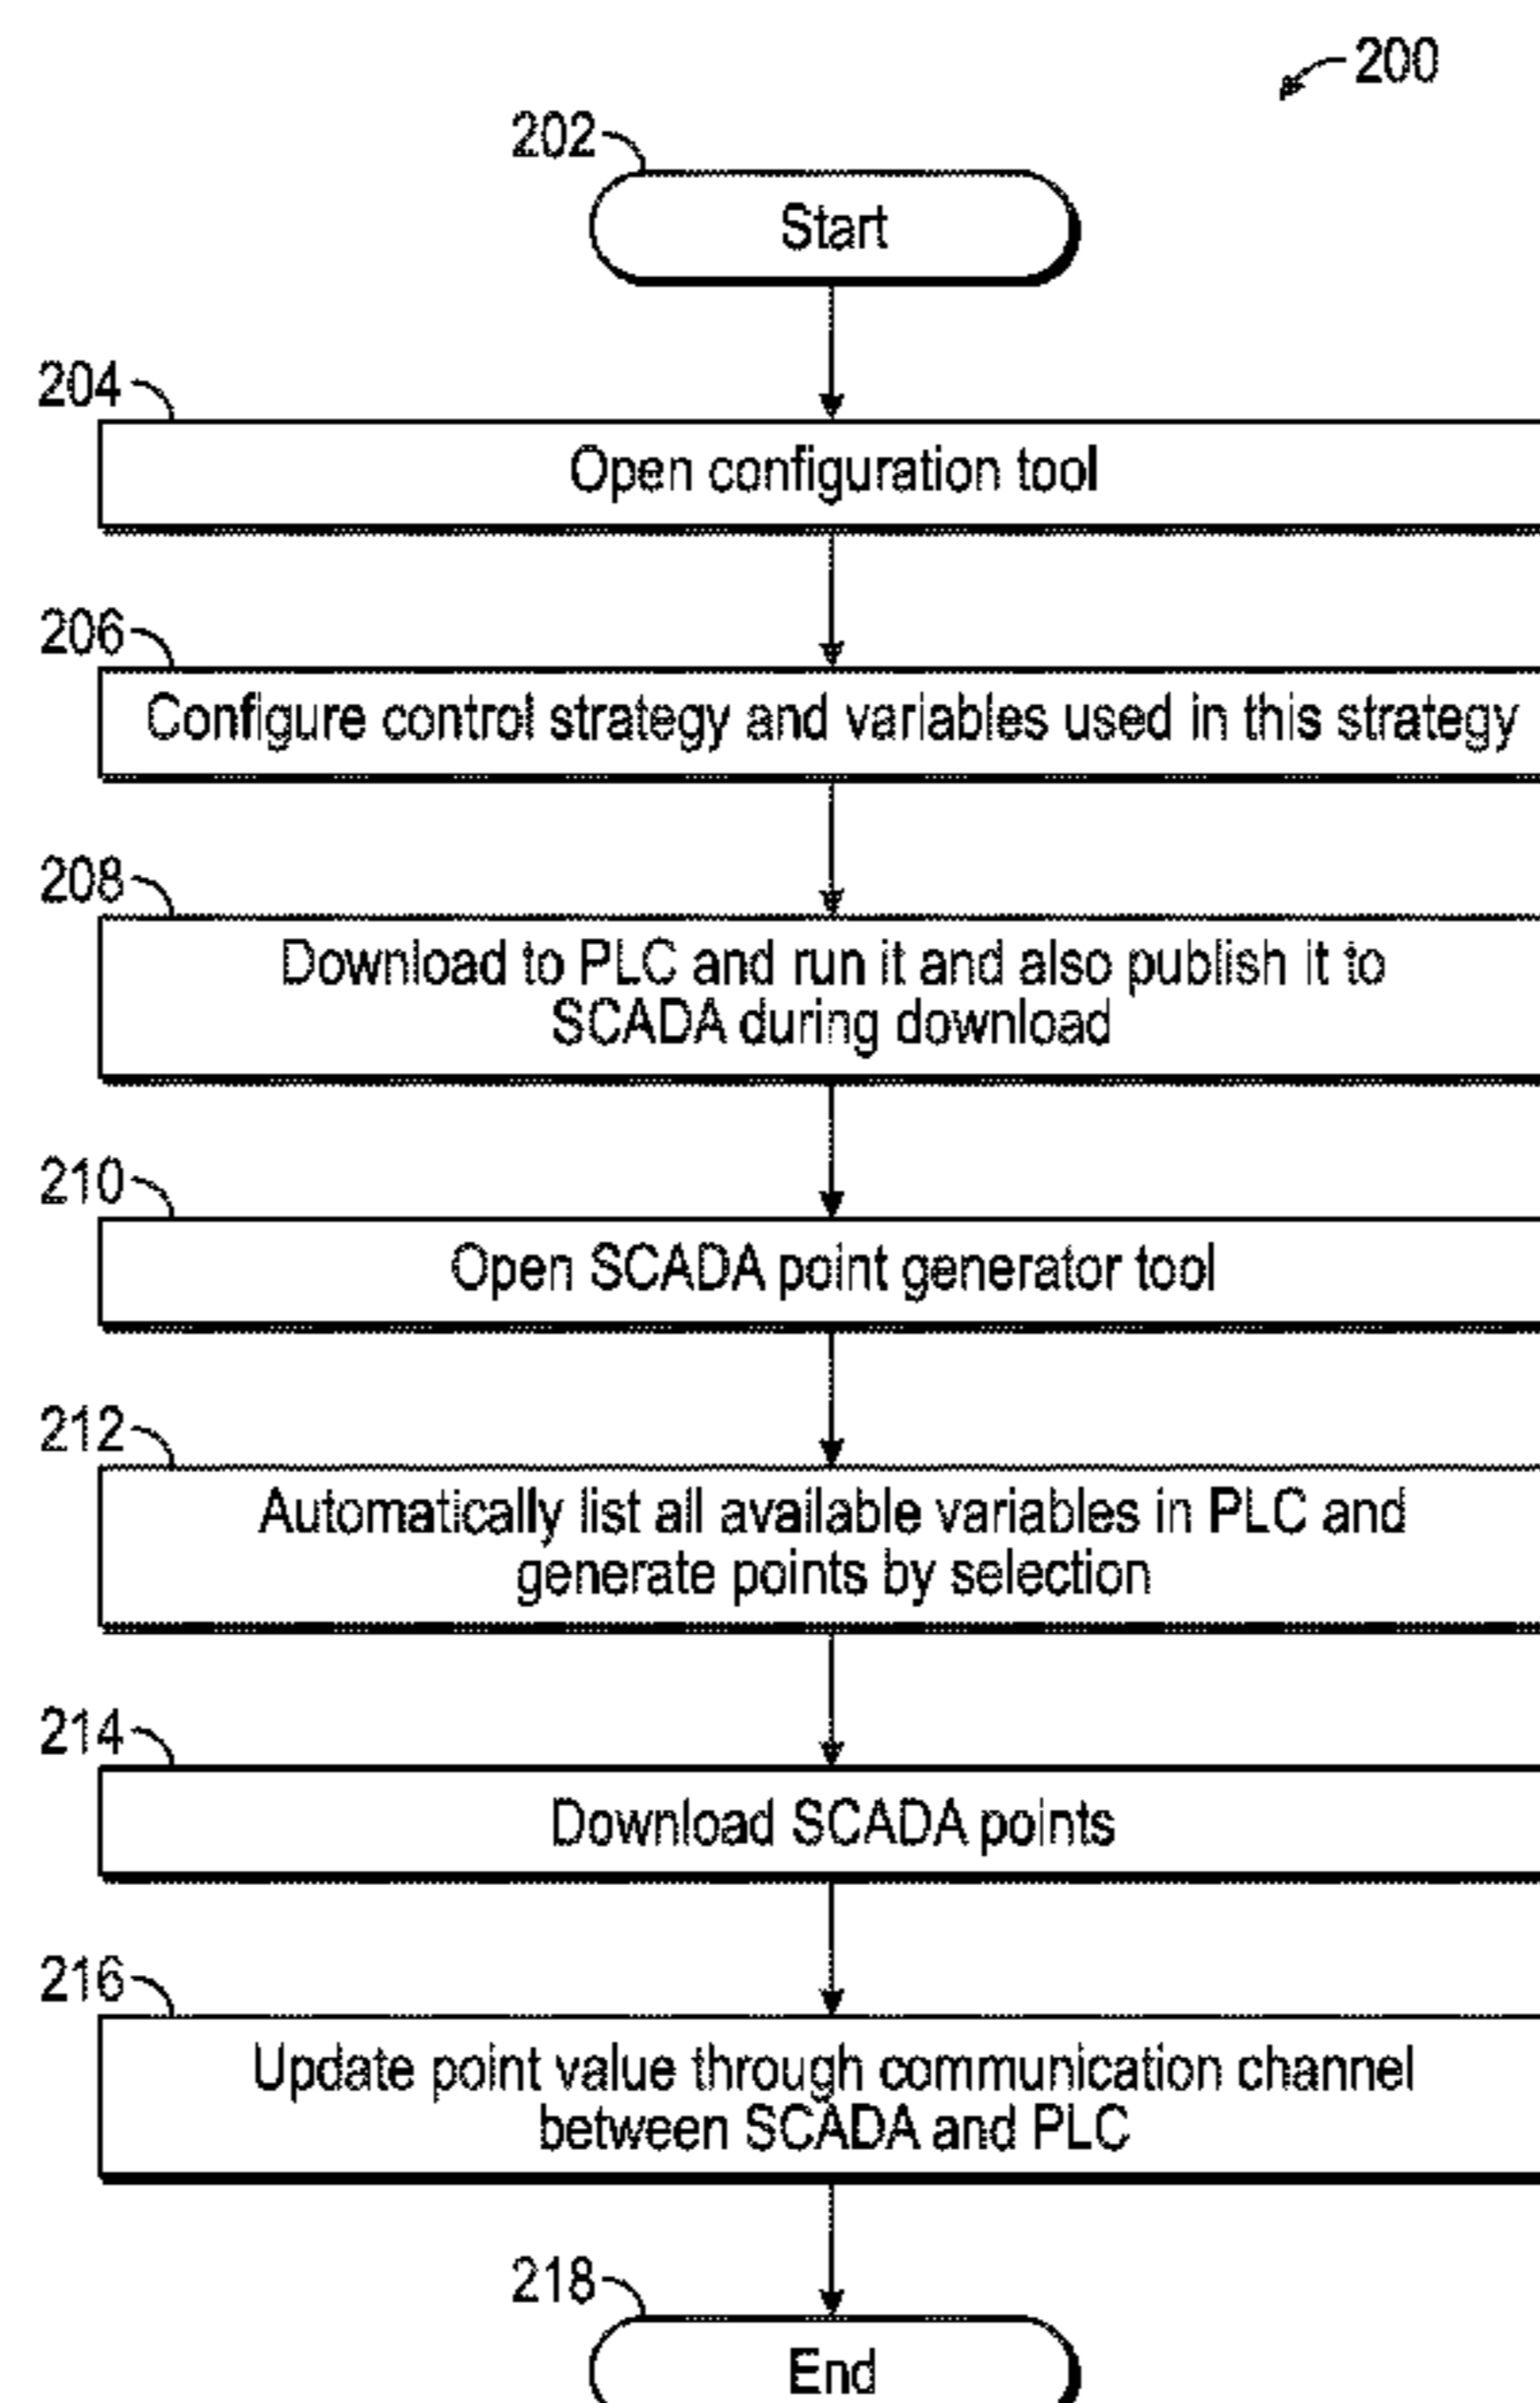 200
202
Start
204
Open configuration tool
206
Configure control strategy and variables used in this strategy
208
Download to PLC and run it and also publish it to
SCADA during download
210
Open SCADA point generator tool
212
Automatically list all available variables in PLC and
generate points by selection
214
Download SCADA points
216
Update point value through communication channel
between SCADA and PLC
218
End